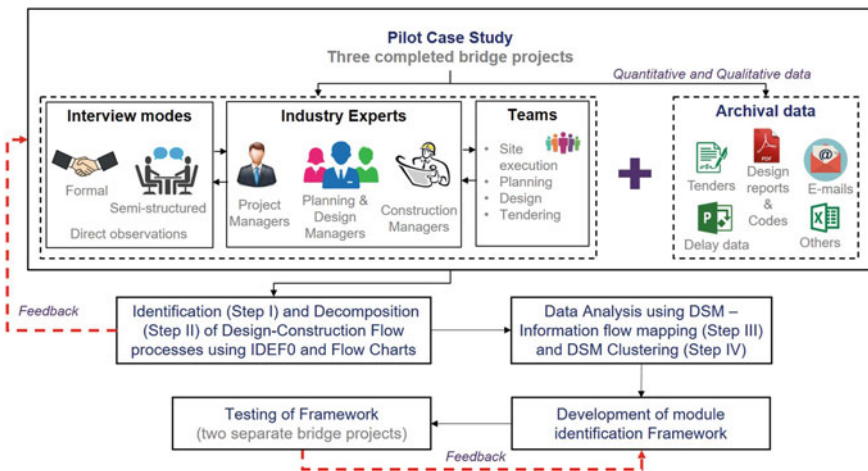 Pilot Case Study
Three completed bridge projects
Quantitative and Qualitative data
Interview modes
Formal
Semi-structured
Direct observations
Industry Experts
Project
Managers
Planning &
Design
Managers
Construction
Managers
Teams
• Site
execution
• Planning
• Design
• Tendering
+
Archival data
Tenders
PDF
Design
reports
&
Codes
@
E-mails
P
Delay data
X
Others
Feedback
Identification (Step I) and Decomposition
(Step II) of Design-Construction Flow
processes using IDEF0 and Flow Charts
Data Analysis using DSM –
Information flow mapping (Step III)
and DSM Clustering (Step IV)
Testing of Framework
(two separate bridge projects)
Development of module
identification Framework
Feedback